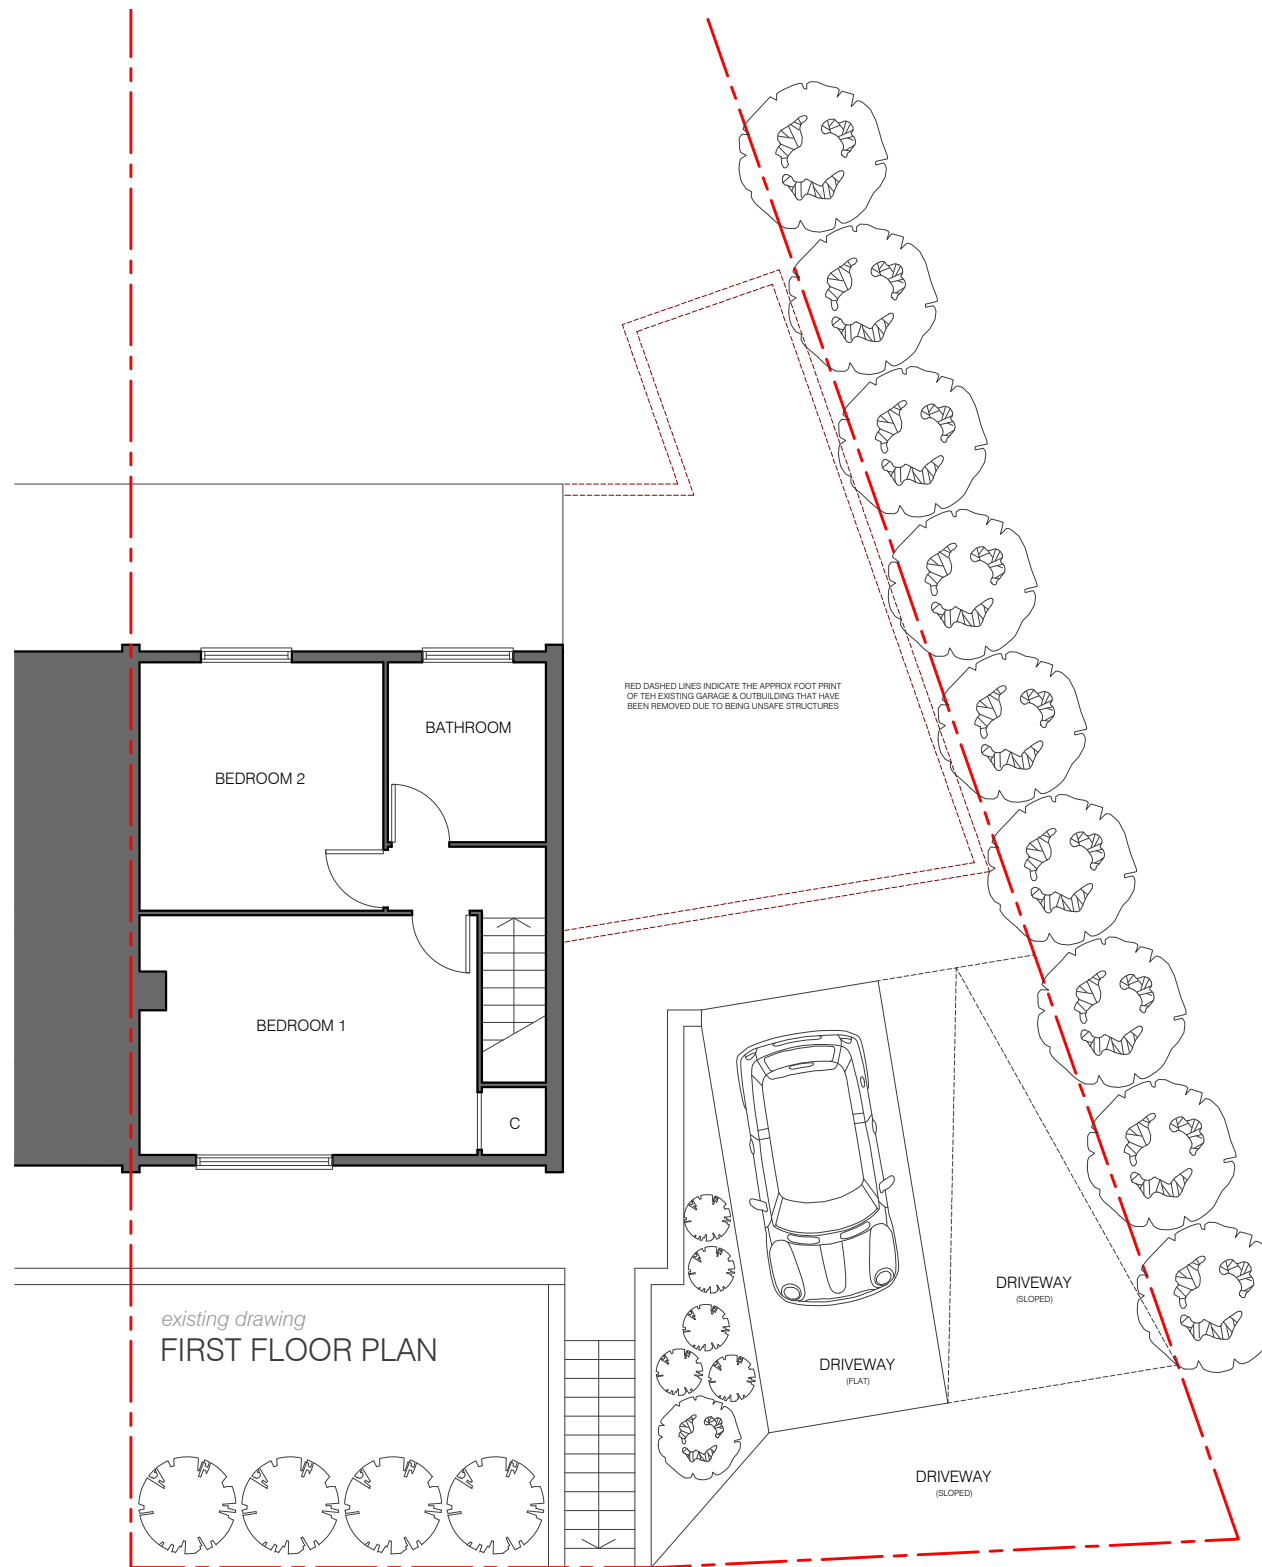 RED DASHED LINES INDICATE THE APPROX FOOT PRINT
OF TEH EXISTING GARAGE & OUTBUILDING THAT HAVE
BEEN REMOVED DUE TO BEING UNSAFE STRUCTURES
BATHROOM
BEDROOM 2
BEDROOM 1
C
DRIVEWAY
(SLOPED)
existing drawing
FIRST FLOOR PLAN
DRIVEWAY
(FLAT)
DRIVEWAY
(SLOPED)